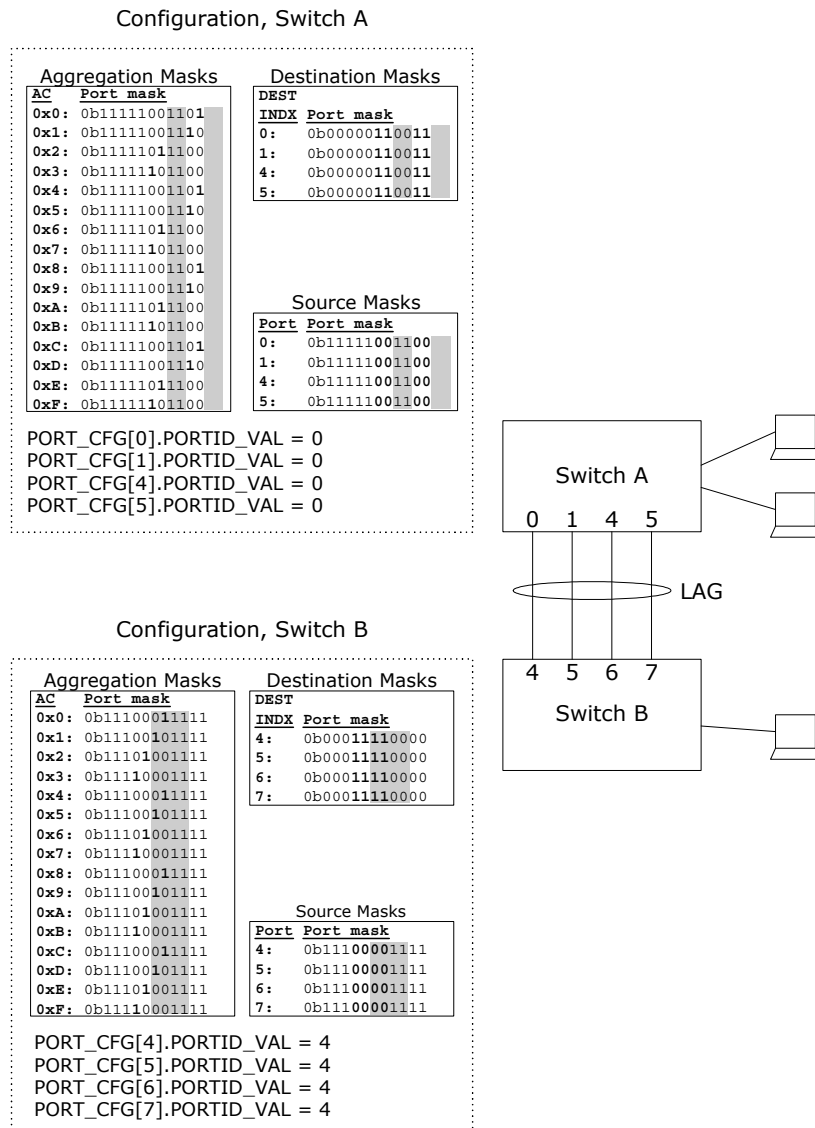 Configuration, Switch A
Aggregation Masks
AC Port mask
0x0: 0b11111001101
0x1: 0b11111001110
0x2: 0b11111011100
0x3: 0b11111101100
0x4: 0b11111001101
0x5: 0b11111001110
0x6: 0b11111011100
0x7: 0b11111101100
0x8: 0b11111001101
0x9: 0b11111001110
0xA: 0b11111011100
0xB: 0b11111101100
0xC: 0b11111001101
0xD: 0b11111001110
0xE: 0b11111011100
0xF: 0b11111101100
Destination Masks
DEST
INDX Port mask
0: 0b00000110011
1: 0b00000110011
4: 0b00000110011
5: 0b00000110011
Source Masks
Port Port mask
0: 0b11111001100
1: 0b11111001100
4: 0b11111001100
5: 0b11111001100
PORT_CFG[0].PORTID_VAL = 0
PORT_CFG[1].PORTID_VAL = 0
PORT_CFG[4].PORTID_VAL = 0
PORT_CFG[5].PORTID_VAL = 0
Switch A
0 1 4 5
LAG
4 5 6 7
Switch B
Configuration, Switch B
Aggregation Masks
AC Port mask
0x0: 0b11100011111
0x1: 0b11100101111
0x2: 0b11101001111
0x3: 0b11110001111
0x4: 0b11100011111
0x5: 0b11100101111
0x6: 0b11101001111
0x7: 0b11110001111
0x8: 0b11100011111
0x9: 0b11100101111
0xA: 0b11101001111
0xB: 0b11110001111
0xC: 0b11100011111
0xD: 0b11100101111
0xE: 0b11101001111
0xF: 0b11110001111
Destination Masks
DEST
INDX Port mask
4: 0b00011110000
5: 0b00011110000
6: 0b00011110000
7: 0b00011110000
Source Masks
Port Port mask
4: 0b11100001111
5: 0b11100001111
6: 0b11100001111
7: 0b11100001111
PORT_CFG[4].PORTID_VAL = 4
PORT_CFG[5].PORTID_VAL = 4
PORT_CFG[6].PORTID_VAL = 4
PORT_CFG[7].PORTID_VAL = 4